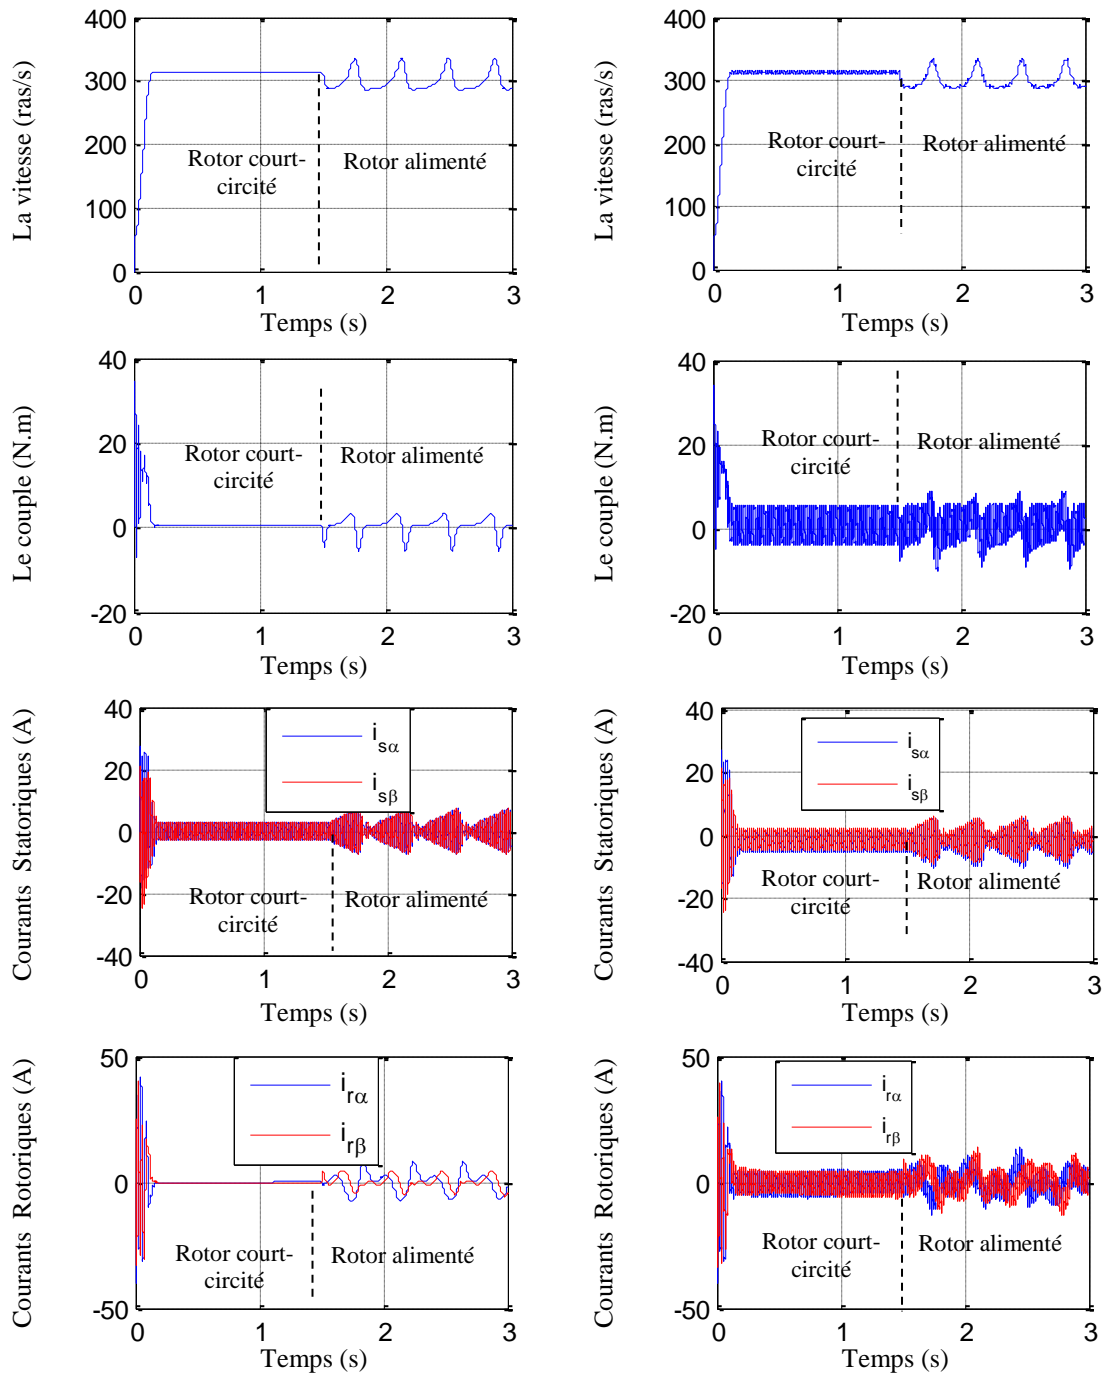 400
300
200
100
0
0
1
2
3
La vitesse (ras/s)
Temps (s)
Rotor court-
circité
Rotor alimenté
400
300
200
100
0
0
1
2
3
La vitesse (ras/s)
Temps (s)
Rotor court-
circité
Rotor alimenté
40
20
0
-20
0
1
2
3
Le couple (N.m)
Temps (s)
Rotor court-
circité
Rotor alimenté
40
20
0
-20
0
1
2
3
Le couple (N.m)
Temps (s)
Rotor court-
circité
Rotor alimenté
40
20
0
-20
-40
0
1
2
3
Courants Statoriques (A)
Temps (s)
isα
isβ
Rotor court-
circité
Rotor alimenté
40
20
0
-20
-40
0
1
2
3
Courants Statoriques (A)
Temps (s)
isα
isβ
Rotor court-
circité
Rotor alimenté
50
0
-50
0
1
2
3
Courants Rotoriques (A)
Temps (s)
irα
irβ
Rotor court-
circité
Rotor alimenté
50
0
-50
0
1
2
3
Courants Rotoriques (A)
Temps (s)
irα
irβ
Rotor court-
circité
Rotor alimenté